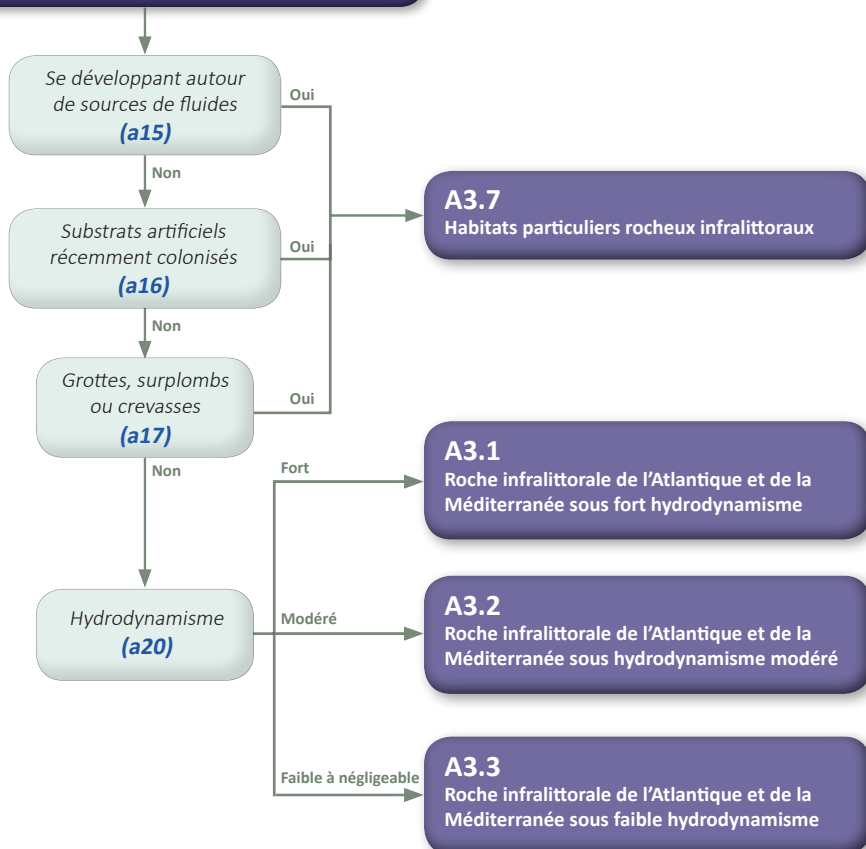 Se développant autour
de sources de fluides
(a15)
Oui
Non
Substrats artificiels
récemment colonisés
(a16)
Oui
Non
A3.7
Habitats particuliers rocheux infralittoraux
Grottes, surplombs
ou crevasses
(a17)
Oui
Non
Fort
A3.1
Roche infralittorale de l’Atlantique et de la
Méditerranée sous fort hydrodynamisme
Hydrodynamisme
(a20)
Modéré
A3.2
Roche infralittorale de l’Atlantique et de la
Méditerranée sous hydrodynamisme modéré
Faible à négligeable
A3.3
Roche infralittorale de l’Atlantique et de la
Méditerranée sous faible hydrodynamisme